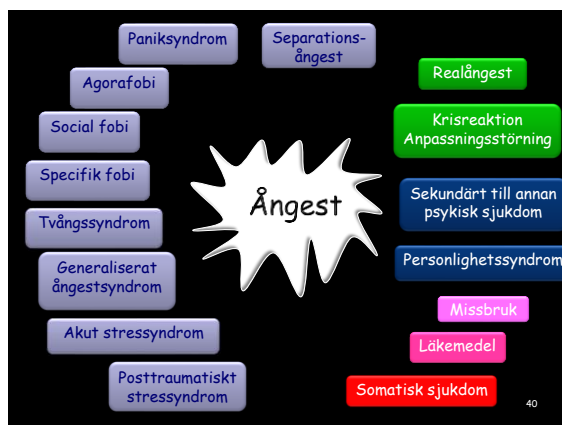 Paniksyndrom
Separations-
ångest
Agorafobi
Realångest
Social fobi
Krisreaktion
Anpassningsstörning
Specifik fobi
Ångest
Sekundärt till annan
psykisk sjukdom
Tvångssyndrom
Generaliserat
ångestsyndrom
Personlighetssyndrom
Missbruk
Akut stressyndrom
Läkemedel
Posttraumatiskt
stressyndrom
Somatisk sjukdom
40